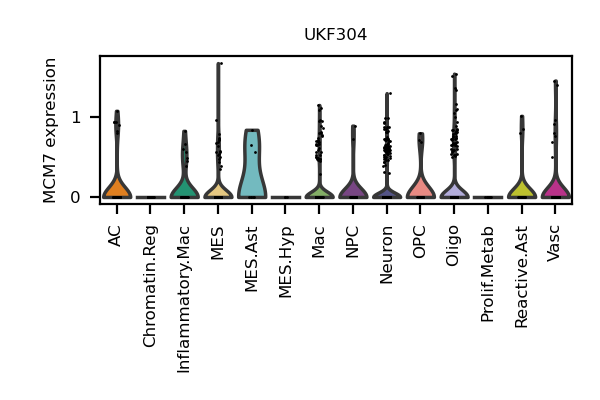 UKF304
MCM7 expression
1
0
AC
Chromatin.Reg
Inflammatory.Mac
MES
MES.Ast
MES.Hyp
Mac
NPC
Neuron
OPC
Oligo
Prolif.Metab
Reactive.Ast
Vasc